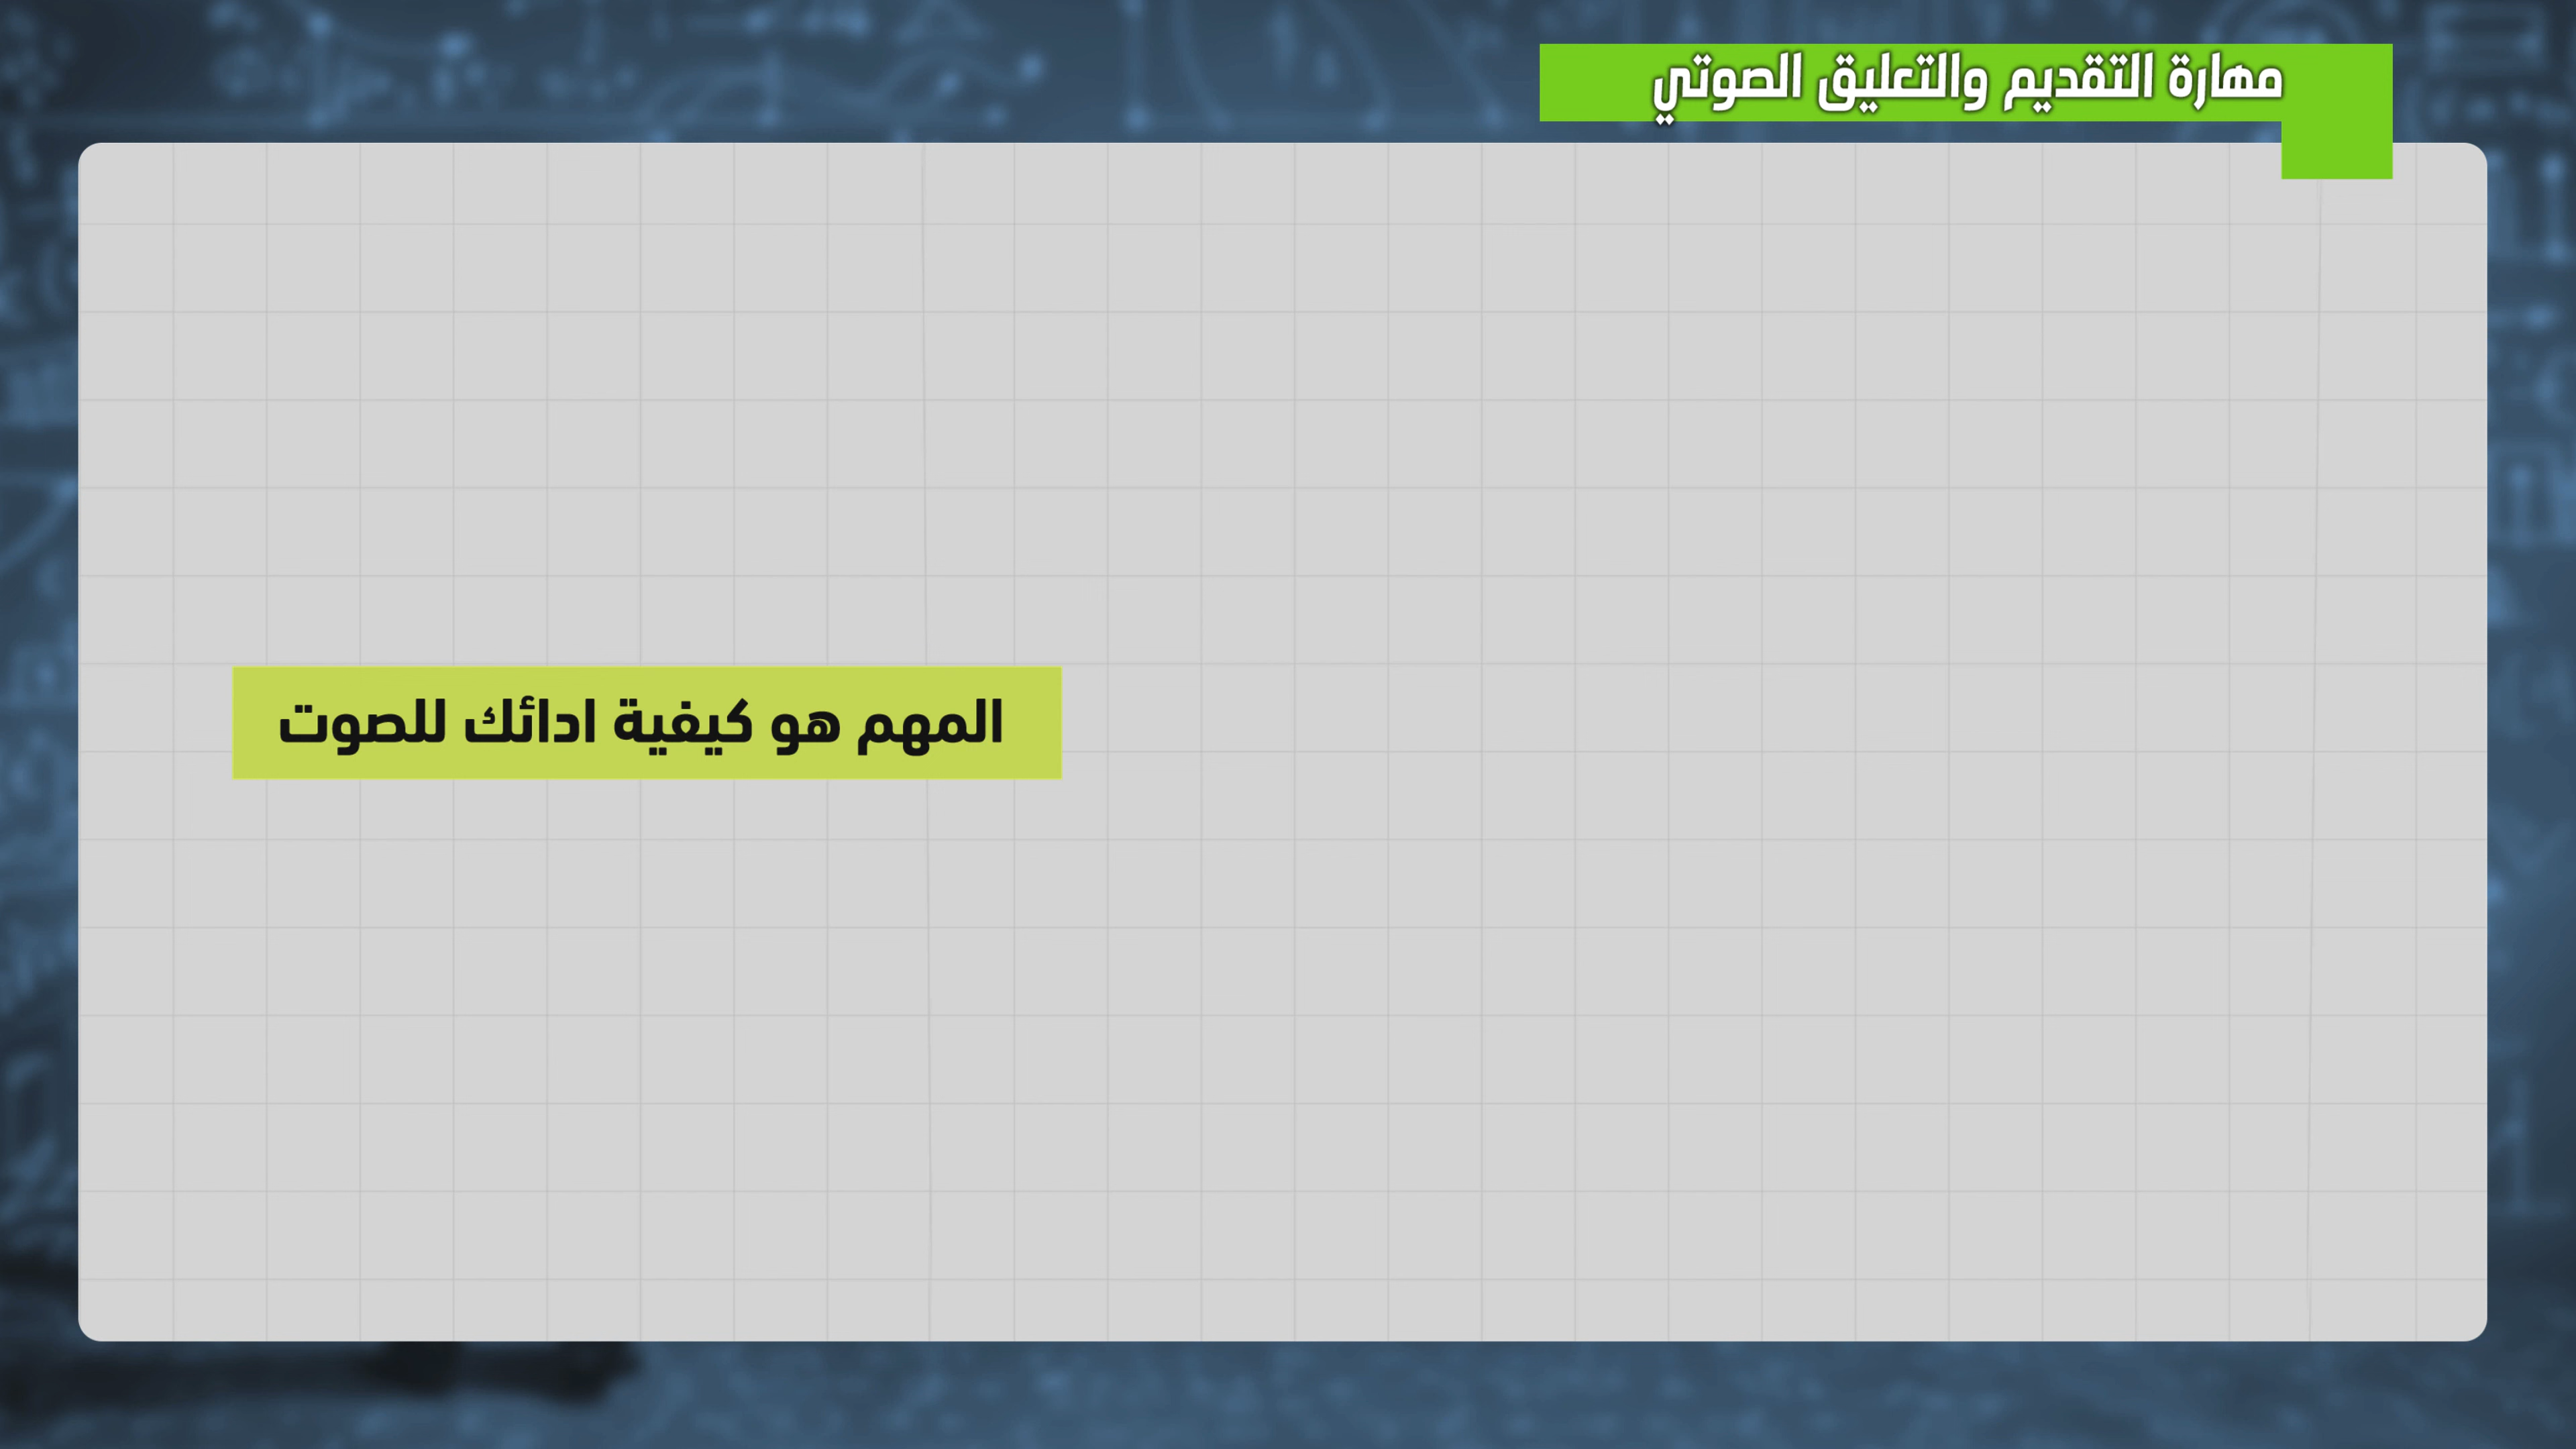 مهارة التقديم والتعليق الصوتي
المهم هو كيفية ادائك للصوت